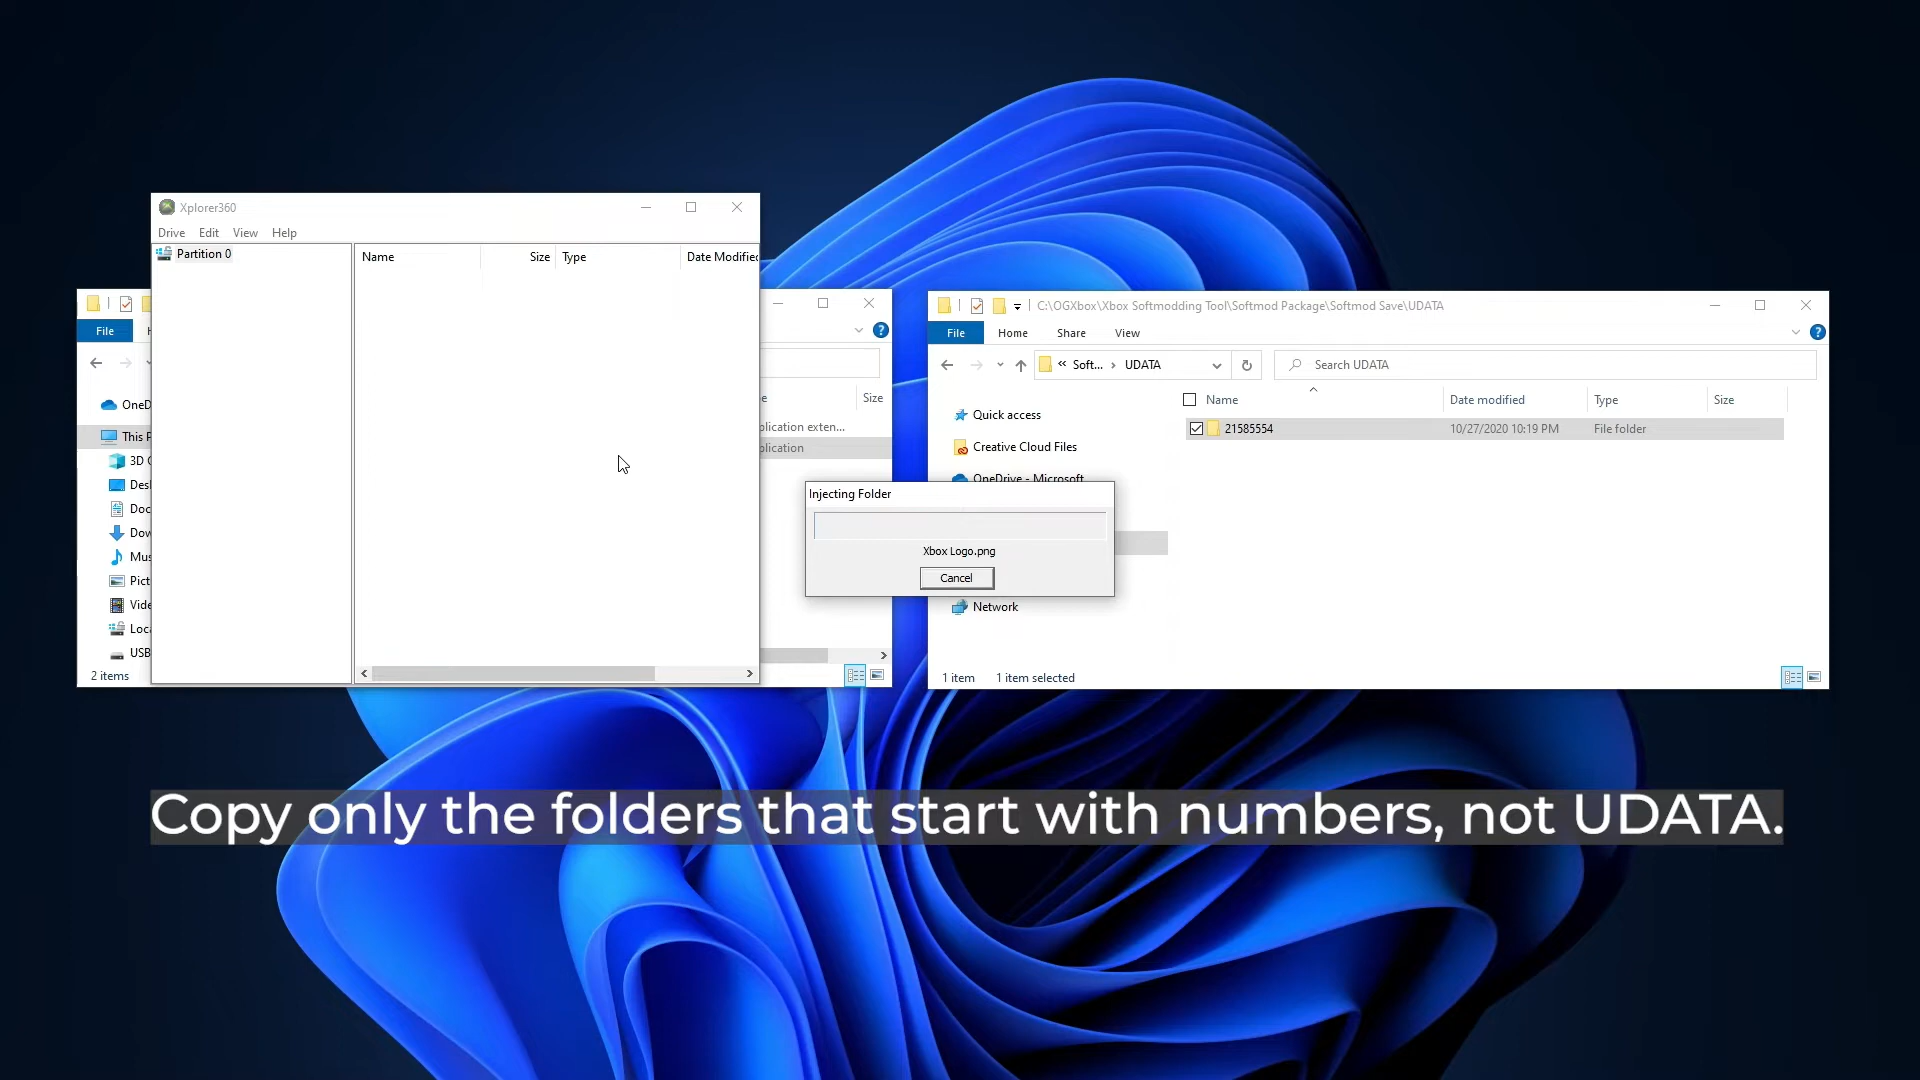 Xplorer360
Drive Edit View Help
Partition 0
Name Size Type Date Modified
File
OneD
This P
3D O
Desk
Doc
Dow
Mus
Pict
Vide
Loca
USB
2 items
Size
plication exten...
plication
C:\OGXbox\Xbox Softmodding Tool\Softmod Package\Softmod Save\UDATA
File Home Share View
« Soft... › UDATA
Search UDATA
Name Date modified Type Size
21585554 10/27/2020 10:19 PM File folder
Quick access
Creative Cloud Files
OneDrive - Microsoft
Network
1 item 1 item selected
Injecting Folder
Xbox Logo.png
Cancel
Copy only the folders that start with numbers, not UDATA.